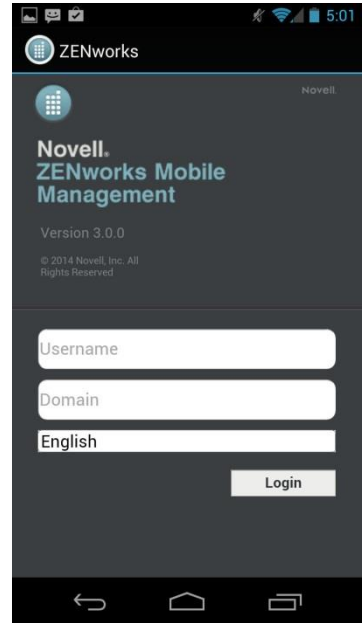 5:01
ZENworks
Novell
Novell.
ZENworks Mobile
Management
Version 3.0.0
© 2014 Novell, Inc. All
Rights Reserved
Username
Domain
English
Login